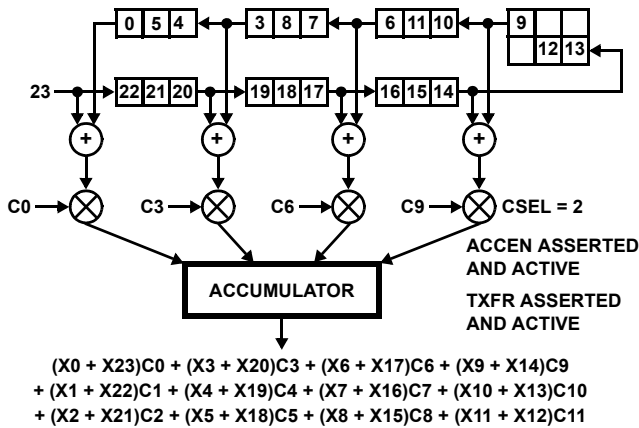 0 5 4 3 8 7 6 11 10 9
12 13
23 22 21 20 19 18 17 16 15 14
+ + + +
C0 C3 C6 C9 CSEL = 2
ACCEN ASSERTED
AND ACTIVE
ACCUMULATOR
TXFR ASSERTED
AND ACTIVE
(X0 + X23)C0 + (X3 + X20)C3 + (X6 + X17)C6 + (X9 + X14)C9
+ (X1 + X22)C1 + (X4 + X19)C4 + (X7 + X16)C7 + (X10 + X13)C10
+ (X2 + X21)C2 + (X5 + X18)C5 + (X8 + X15)C8 + (X11 + X12)C11